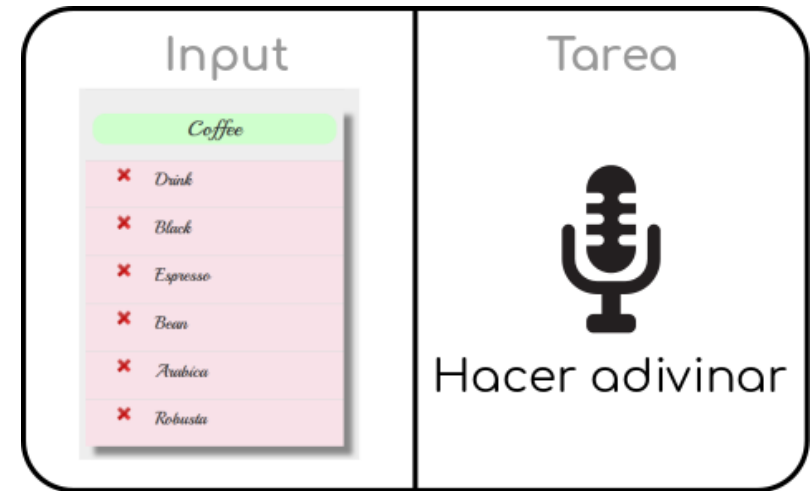 Input
Coffee
Drink
Black
Espresso
Bean
Arabica
Robusta
Tarea
Hacer adivinar